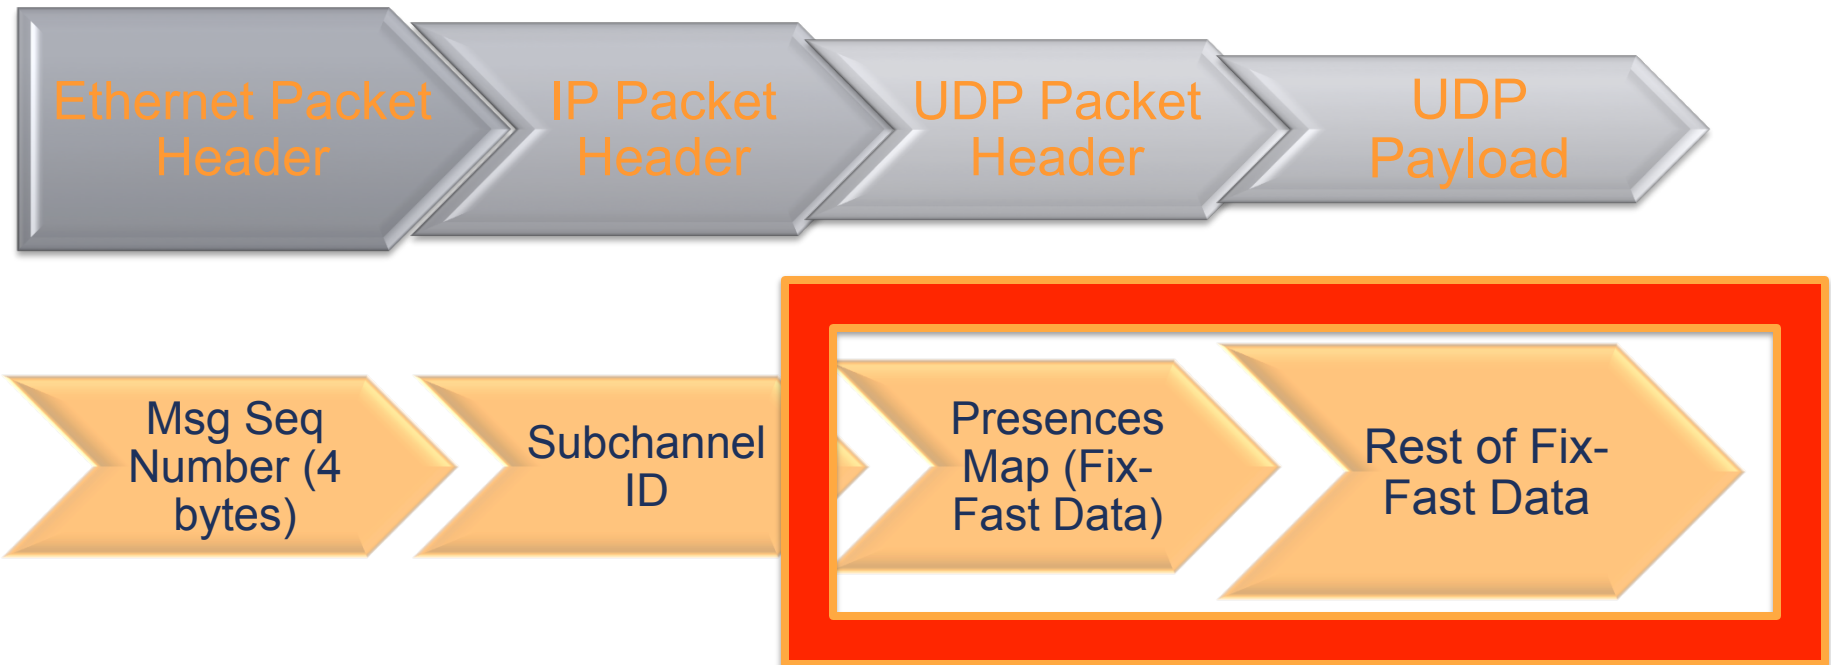 Ethernet Packet
Header
IP Packet
Header
UDP Packet
Header
UDP
Payload
Msg Seq
Number (4
bytes)
Subchannel
ID
Presences
Map (Fix-
Fast Data)
Rest of Fix-
Fast Data